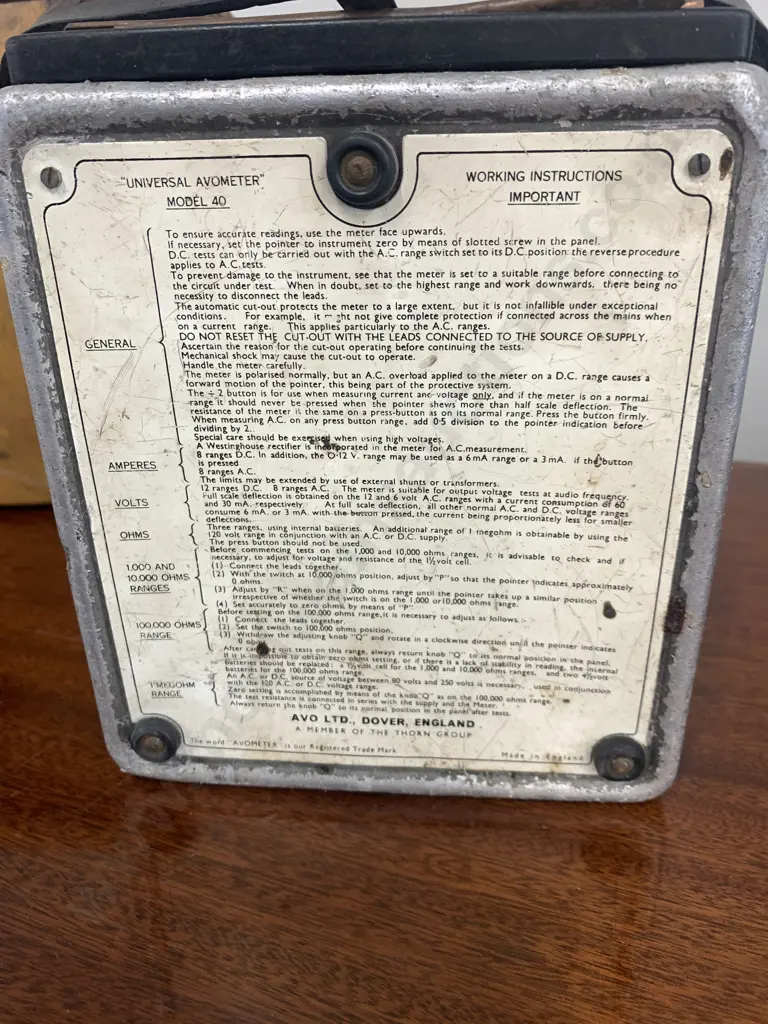 "UNIVERSAL AVOMETER"
MODEL 40
WORKING INSTRUCTIONS
IMPORTANT
GENERAL
To ensure accurate readings, use the meter face upwards.
If necessary, set the pointer to instrument zero by means of slotted screw in the panel.
D.C. tests can only be carried out with the A.C. range switch set to its D.C. position: the reverse procedure
applies to A.C. tests.
To prevent damage to the instrument, see that the meter is set to a suitable range before connecting to
the circuit under test. When in doubt, set to the highest range and work downwards. there being no
necessity to disconnect the leads.
The automatic cut-out protects the meter to a large extent, but it is not infallible under exceptional
conditions. For example, it might not give complete protection if connected across the mains when
on a current range. This applies particularly to the A.C. ranges.
DO NOT RESET THE CUT-OUT WITH THE LEADS CONNECTED TO THE SOURCE OF SUPPLY.
Ascertain the reason for the cut-out operating before continuing the tests.
Mechanical shock may cause the cut-out to operate.
Handle the meter carefully.
The meter is polarised normally, but an A.C. overload applied to the meter on a D.C. range causes a
forward motion of the pointer, this being part of the protective system.
The ÷ 2 button is for use when measuring current and voltage only, and if the meter is on a normal
range it should never be pressed when the pointer shews more than half scale deflection. The
resistance of the meter is the same on a press-button as on its normal range. Press the button firmly.
When measuring A.C. on any press button range, add 0·5 division to the pointer indication before
dividing by 2.
Special care should be exercised when using high voltages.
A Westinghouse rectifier is incorporated in the meter for A.C. measurement.
AMPERES
8 ranges D.C. In addition, the 0-12 V. range may be used as a 6 mA range or a 3 mA. if the button
is pressed
8 ranges A.C.
The limits may be extended by use of external shunts or transformers.
VOLTS
12 ranges D.C. 8 ranges A.C. The meter is suitable for output voltage tests at audio frequency.
Full scale deflection is obtained on the 12 and 6 volt A.C. ranges with a current consumption of 60
and 30 mA. respectively. At full scale deflection, all other normal A.C. and D.C. voltage ranges
consume 6 mA. or 3 mA. with the button pressed, the current being proportionately less for smaller
deflections.
OHMS
Three ranges, using internal batteries. An additional range of 1 megohm is obtainable by using the
120 volt range in conjunction with an A.C. or D.C. supply.
The press button should not be used.
1,000 AND
10,000 OHMS
RANGES
Before commencing tests on the 1,000 and 10,000 ohms ranges, it is advisable to check and if
necessary, to adjust for voltage and resistance of the 1½ volt cell.
(1) Connect the leads together.
(2) With the switch at 10,000 ohms position, adjust by "P" so that the pointer indicates approximately
0 ohms.
(3) Adjust by "R" when on the 1,000 ohms range until the pointer takes up a similar position
irrespective of whether the switch is on the 1,000 or 10,000 ohms range.
(4) Set accurately to zero ohms by means of "P"
100,000 OHMS
RANGE
Before testing on the 100,000 ohms range, it is necessary to adjust as follows:
(1) Connect the leads together.
(2) Set the switch to 100,000 ohms position.
(3) Withdraw the adjusting knob "Q" and rotate in a clockwise direction until the pointer indicates
0 ohms.
After out tests on this range, always return knob "Q" to its normal position in the panel.
If it is impossible to obtain zero ohms setting, or if there is a lack of stability in reading, the internal
batteries should be replaced: a 1½ volt cell for the 1,000 and 10,000 ohms ranges, and two 4½ volt
batteries for the 100,000 ohms range.
1 MEGOHM
RANGE
An A.C. or D.C. source of voltage between 80 volts and 250 volts is necessary, used in conjunction
with the 120 A.C. or D.C. voltage range.
Zero setting is accomplished by means of the knob "Q" as on the 100,000 ohms range.
The test resistance is connected in series with the supply and the Meter.
Always return the knob "Q" to its normal position in the panel after tests.
AVO LTD., DOVER, ENGLAND
A MEMBER OF THE THORN GROUP
The word "AVOMETER" is our Registered Trade Mark
Made in England